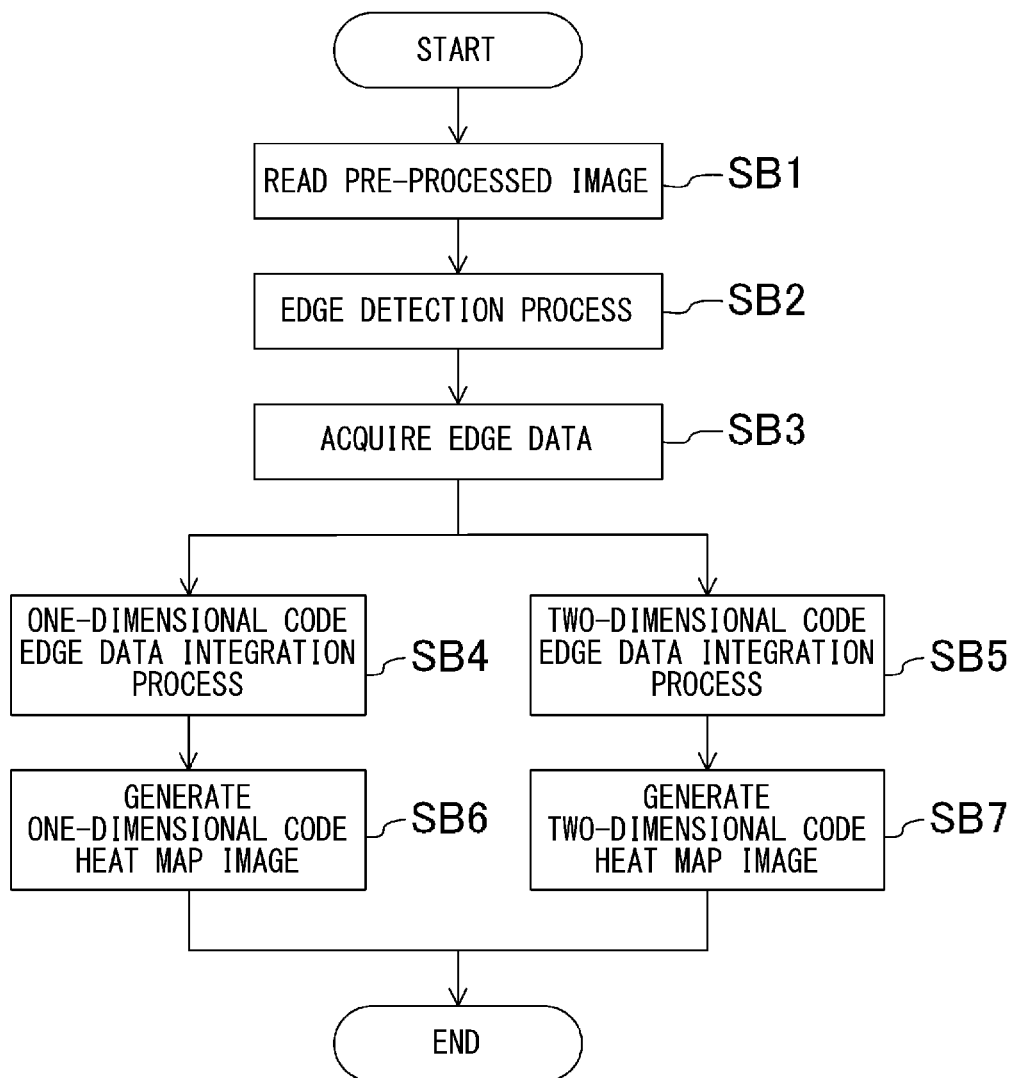 START
READ PRE-PROCESSED IMAGE
SB1
EDGE DETECTION PROCESS
SB2
ACQUIRE EDGE DATA
SB3
ONE-DIMENSIONAL CODE
EDGE DATA INTEGRATION
PROCESS
SB4
TWO-DIMENSIONAL CODE
EDGE DATA INTEGRATION
PROCESS
SB5
GENERATE
ONE-DIMENSIONAL CODE
HEAT MAP IMAGE
SB6
GENERATE
TWO-DIMENSIONAL CODE
HEAT MAP IMAGE
SB7
END